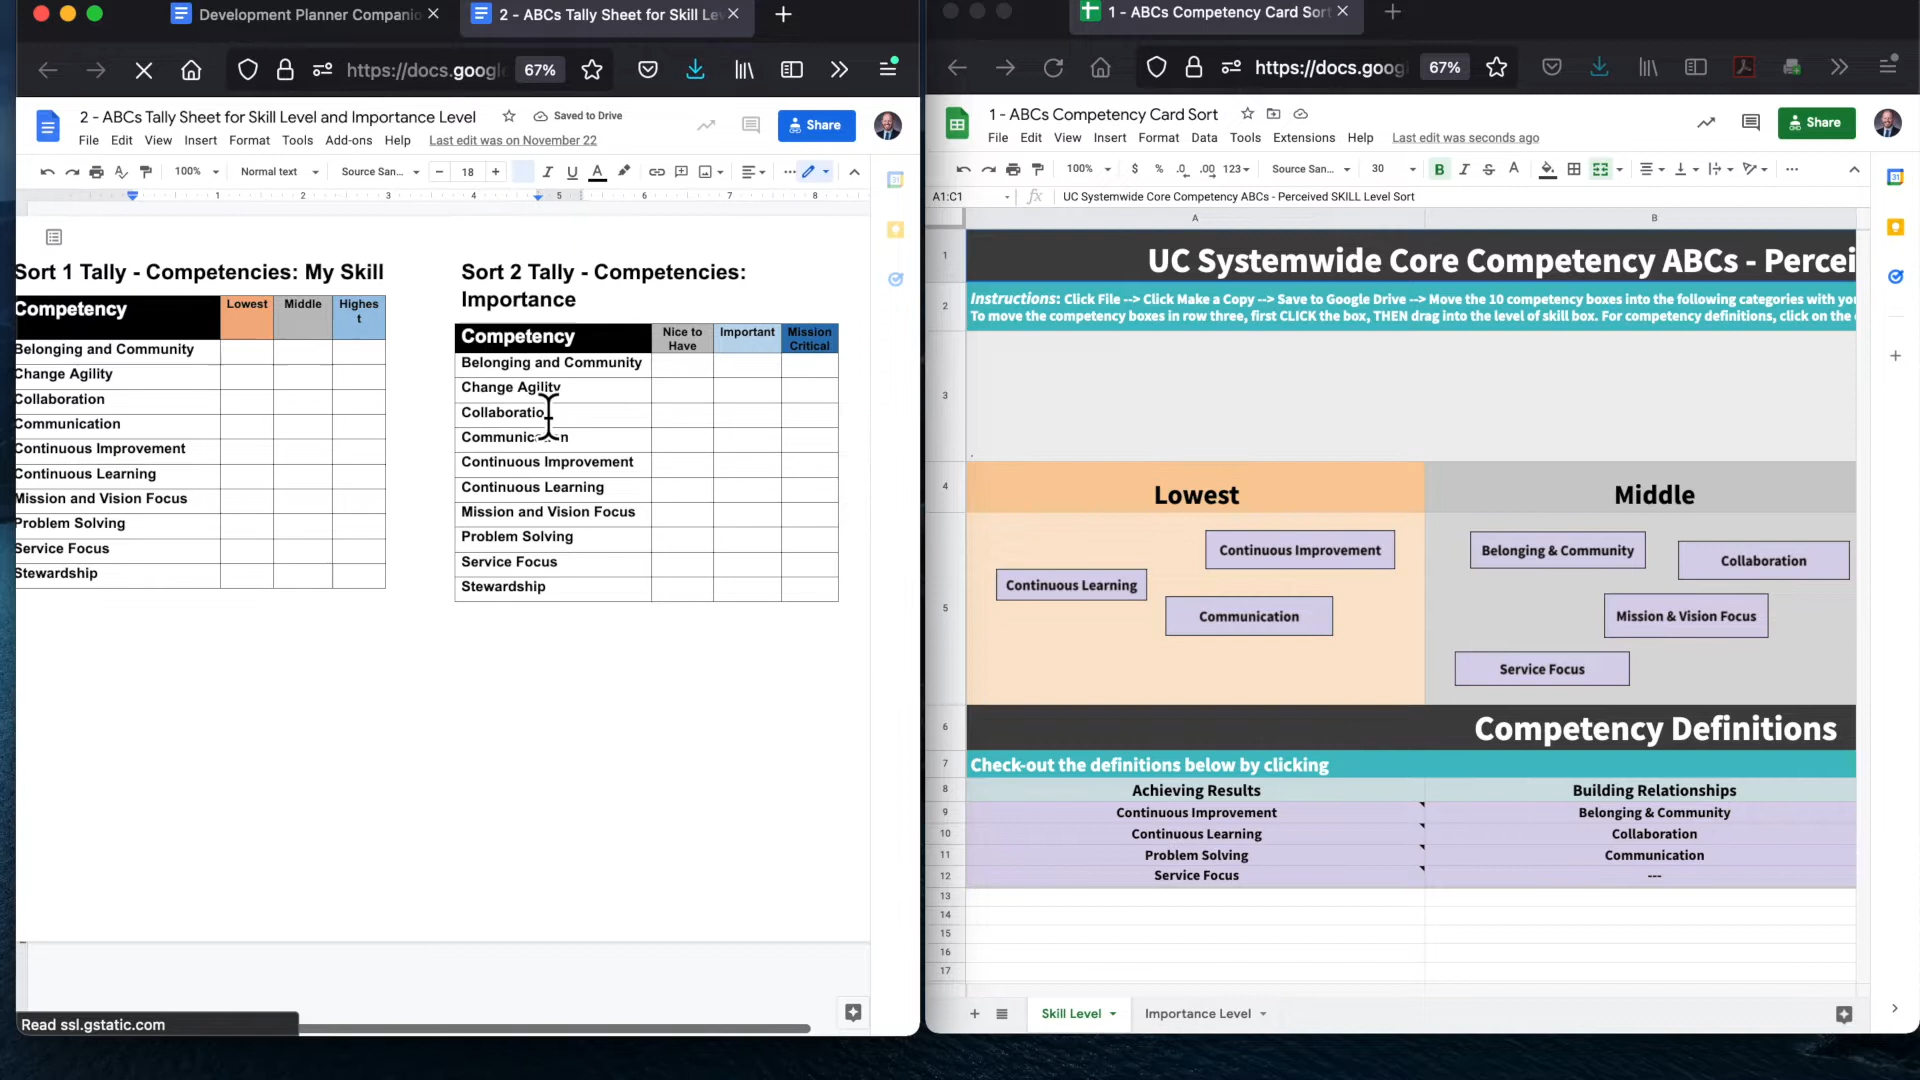 Development Planner Companio
2 - ABCs Tally Sheet for Skill Le
https://docs.google
67%
2 - ABCs Tally Sheet for Skill Level and Importance Level
Saved to Drive
File Edit View Insert Format Tools Add-ons Help Last edit was on November 22
Share
100% Normal text Source San... 18
1 2 3 4 5 6 7 8
Sort 1 Tally - Competencies: My Skill
Competency Lowest Middle Highes
t
Belonging and Community
Change Agility
Collaboration
Communication
Continuous Improvement
Continuous Learning
Mission and Vision Focus
Problem Solving
Service Focus
Stewardship
Sort 2 Tally - Competencies:
Importance
Competency Nice to Important Mission
Have Critical
Belonging and Community
Change Agility
Collaboratio
Communication
Continuous Improvement
Continuous Learning
Mission and Vision Focus
Problem Solving
Service Focus
Stewardship
Read ssl.gstatic.com
1 - ABCs Competency Card Sort
https://docs.goog
67%
1 - ABCs Competency Card Sort
File Edit View Insert Format Data Tools Extensions Help Last edit was seconds ago
Share
100% $ % .0 .00 123 Source San... 30
A1:C1 fx UC Systemwide Core Competency ABCs - Perceived SKILL Level Sort
A B
1 UC Systemwide Core Competency ABCs - Percei
2 Instructions: Click File --> Click Make a Copy --> Save to Google Drive --> Move the 10 competency boxes into the following categories with you
To move the competency boxes in row three, first CLICK the box, THEN drag into the level of skill box. For competency definitions, click on the
3
.
4 Lowest Middle
5
Continuous Improvement
Continuous Learning
Communication
Belonging & Community
Collaboration
Mission & Vision Focus
Service Focus
6 Competency Definitions
7 Check-out the definitions below by clicking
8 Achieving Results Building Relationships
9 Continuous Improvement Belonging & Community
10 Continuous Learning Collaboration
11 Problem Solving Communication
12 Service Focus ---
13
14
15
16
17
Skill Level Importance Level